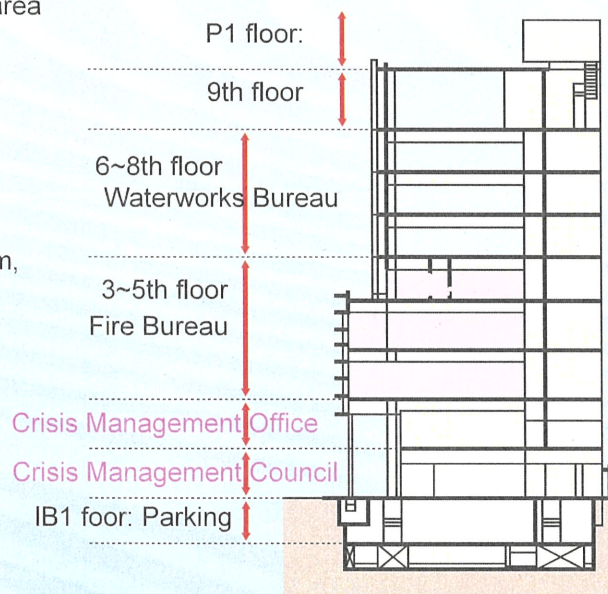 area
P1 floor:
9th floor
6~8th floor
Waterworks Bureau
m,
3~5th floor
Fire Bureau
Crisis Management Office
Crisis Management Council
IB1 foor: Parking